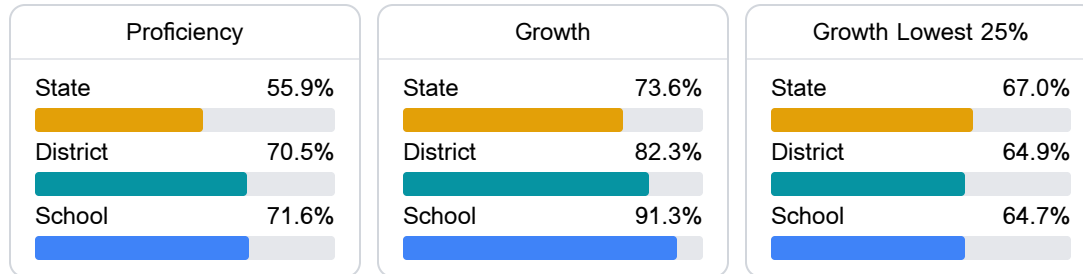 Proficiency
State 55.9%
District 70.5%
School 71.6%
Growth
State 73.6%
District 82.3%
School 91.3%
Growth Lowest 25%
State 67.0%
District 64.9%
School 64.7%